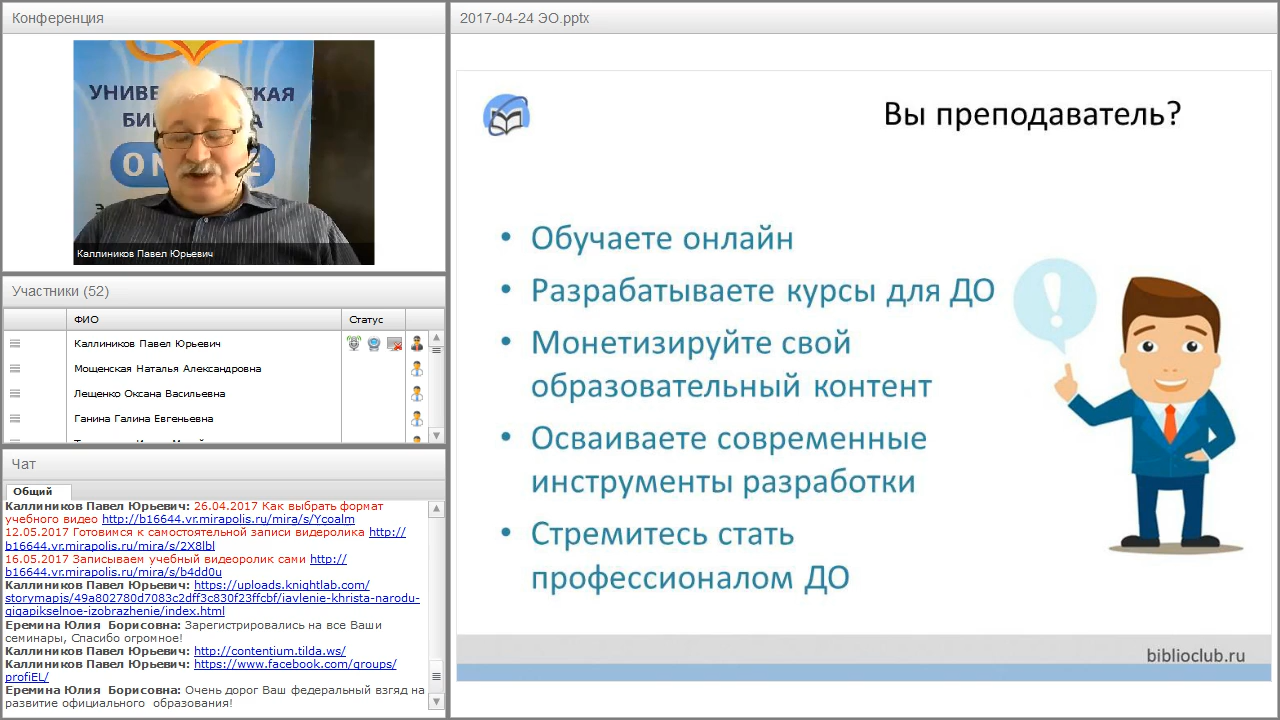 Конференция
УНИВЕ СКАЯ
БИ А
ON E
Каллиников Павел Юрьевич
Участники (52)
ФИО Статус
Каллиников Павел Юрьевич
Мощенская Наталья Александровна
Лещенко Оксана Васильевна
Ганина Галина Евгеньевна
Чат
Общий
Каллиников Павел Юрьевич: 26.04.2017 Как выбрать формат
учебного видео http://b16644.vr.mirapolis.ru/mira/s/Ycoalm
12.05.2017 Готовимся к самостоятельной записи видеролика http://
b16644.vr.mirapolis.ru/mira/s/2X8lbl
16.05.2017 Записываем учебный видеоролик сами http://
b16644.vr.mirapolis.ru/mira/s/b4dd0u
Каллиников Павел Юрьевич: https://uploads.knightlab.com/
storymapjs/49a802780d7083c2dff3c830f23ffcbf/iavlenie-khrista-narodu-
gigapikselnoe-izobrazhenie/index.html
Еремина Юлия Борисовна: Зарегистрировались на все Ваши
семинары, Спасибо огромное!
Каллиников Павел Юрьевич: http://contentium.tilda.ws/
Каллиников Павел Юрьевич: https://www.facebook.com/groups/
profiEL/
Еремина Юлия Борисовна: Очень дорог Ваш федеральный взгяд на
развитие официального образования!
2017-04-24 ЭО.pptx
Вы преподаватель?
• Обучаете онлайн
• Разрабатываете курсы для ДО
• Монетизируйте свой
образовательный контент
• Осваиваете современные
инструменты разработки
• Стремитесь стать
профессионалом ДО
biblioclub.ru